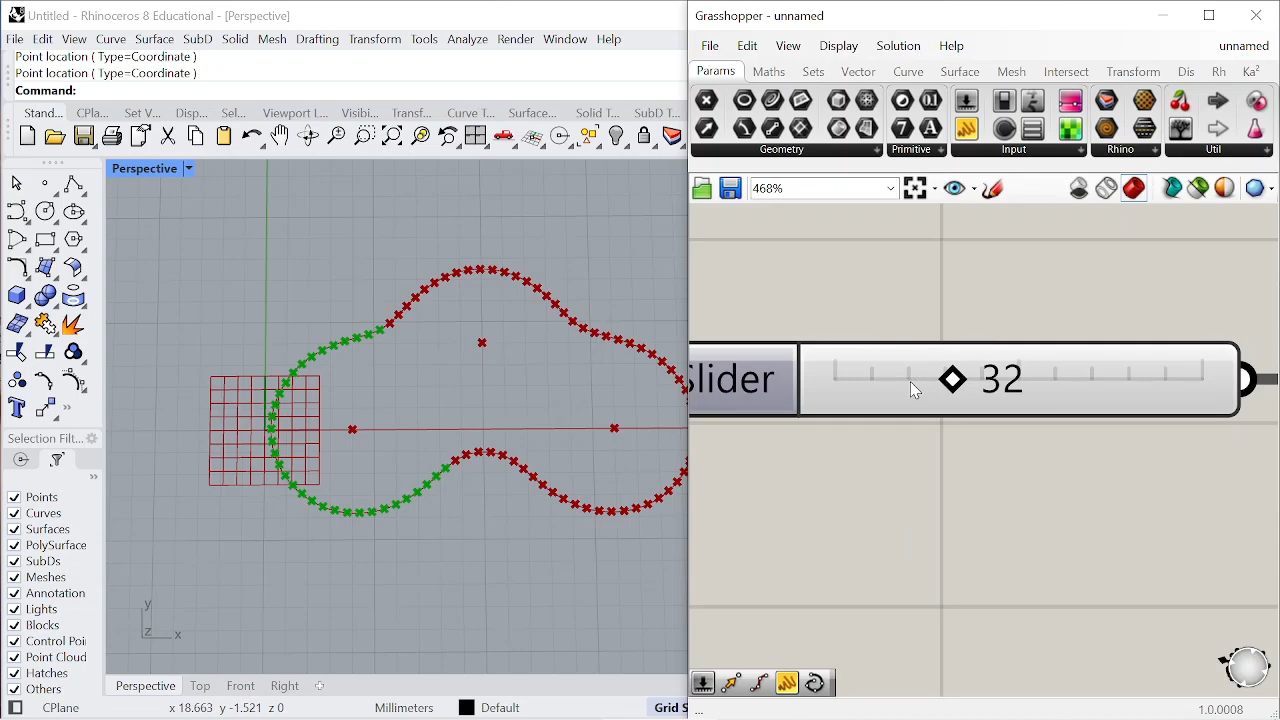 Untitled - Rhinoceros 8 Educational - [Perspective]
File Edit View Curve Surface SubD Solid Mesh Drafting Transform Tools Analyze Render Window Help
Point location ( Type=Coordinate )
Point location ( Type=Coordinate )
Command:
Stand... CPlan Set V... Disp Sel Viewport l Visib Transf... Curve T... Surfac Solid T... SubD T...
Perspective
Selection Filt...
Points
Curves
Surfaces
PolySurface
SubDs
Meshes
Annotation
Lights
Blocks
Control Poi
Point Cloud
Hatches
Others
y
z x
Perspective Top Front Right
CPlane x 18.663 y -1.525 z 0 Millimeters Default Grid S
Grasshopper - unnamed
File Edit View Display Solution Help unnamed
Params Maths Sets Vector Curve Surface Mesh Intersect Transform Dis Rh Ka²
Geometry Primitive Input Rhino Util
468%
Slider 32
...
1.0.0008